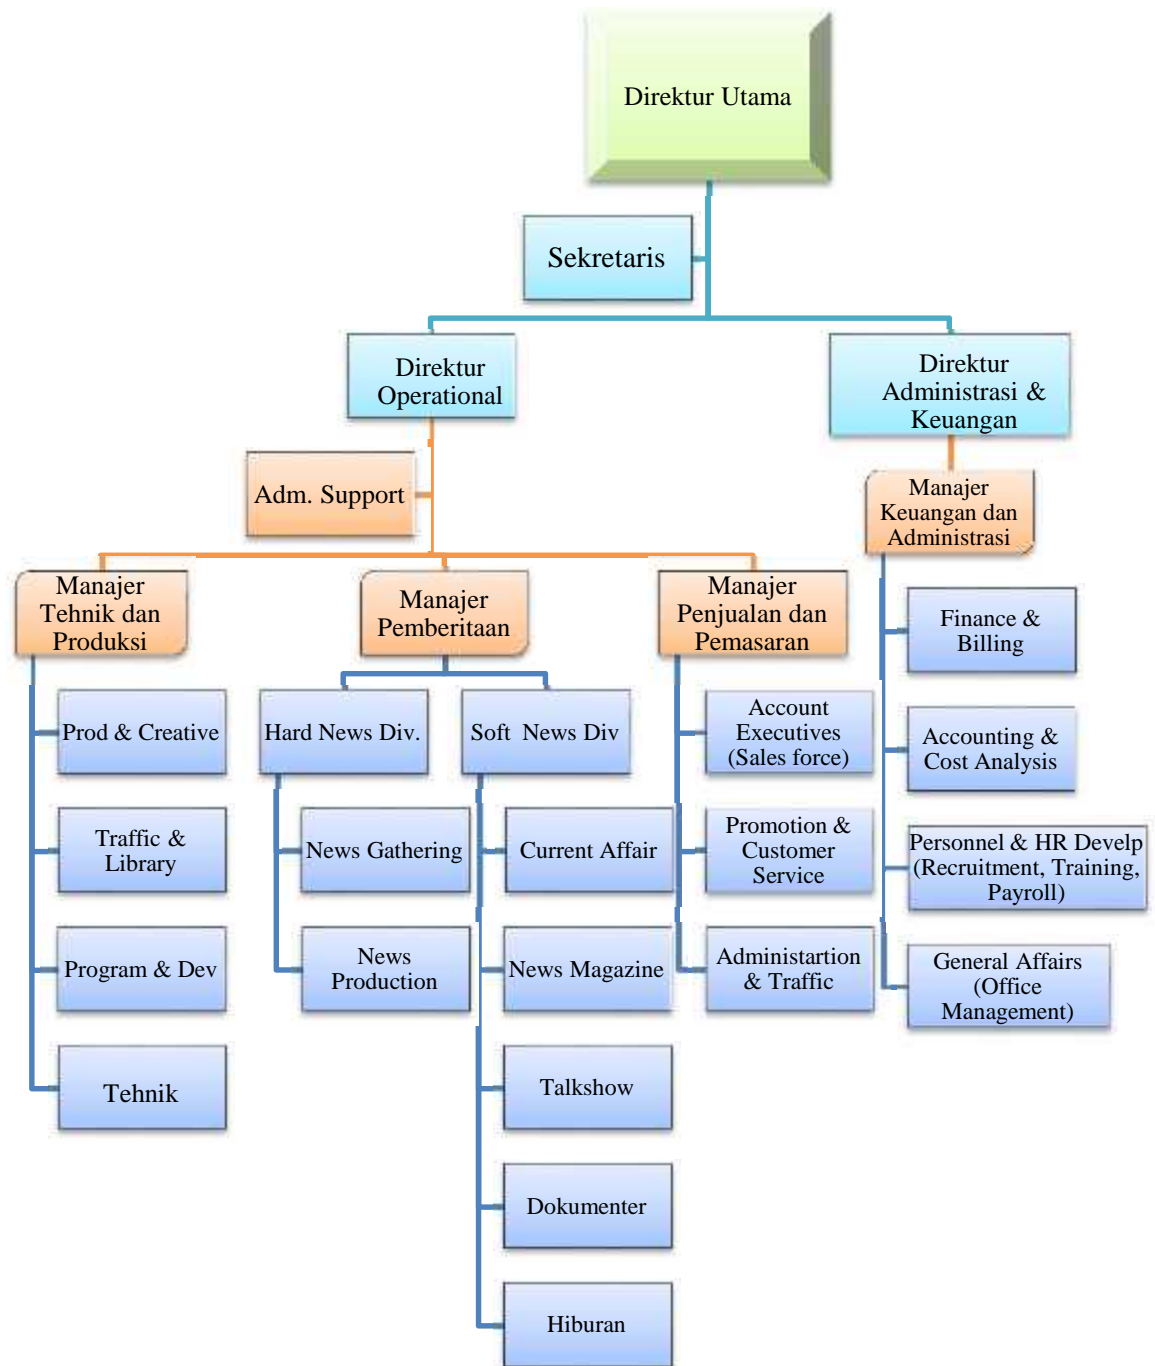 Direktur Utama
Sekretaris
Direktur
Operational
Direktur
Administrasi &
Keuangan
Adm. Support
Manajer
Keuangan dan
Administrasi
Manajer
Tehnik dan
Produksi
Manajer
Pemberitaan
Manajer
Penjualan dan
Pemasaran
Finance &
Billing
Prod & Creative
Hard News Div.
Soft News Div
Account
Executives
(Sales force)
Accounting &
Cost Analysis
Traffic &
Library
News Gathering
Current Affair
Promotion &
Customer
Service
Personnel & HR Develp
(Recruitment, Training,
Payroll)
Program & Dev
News
Production
News Magazine
Administartion
& Traffic
General Affairs
(Office
Management)
Tehnik
Talkshow
Dokumenter
Hiburan